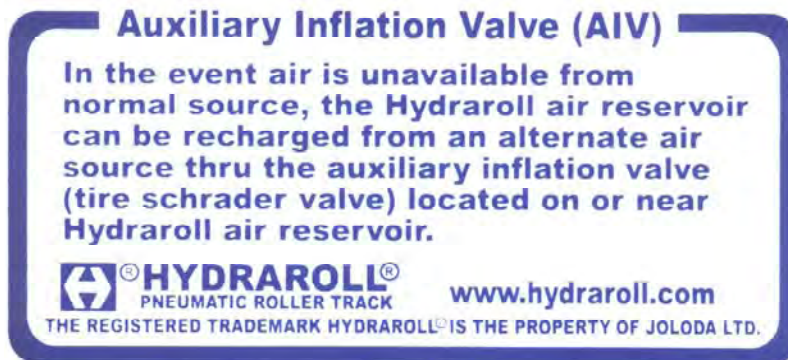 Auxiliary Inflation Valve (AIV)
In the event air is unavailable from
normal source, the Hydraroll air reservoir
can be recharged from an alternate air
source thru the auxiliary inflation valve
(tire schrader valve) located on or near
Hydraroll air reservoir.
® HYDRAROLL®
PNEUMATIC ROLLER TRACK
www.hydraroll.com
THE REGISTERED TRADEMARK HYDRAROLL® IS THE PROPERTY OF JOLODA LTD.